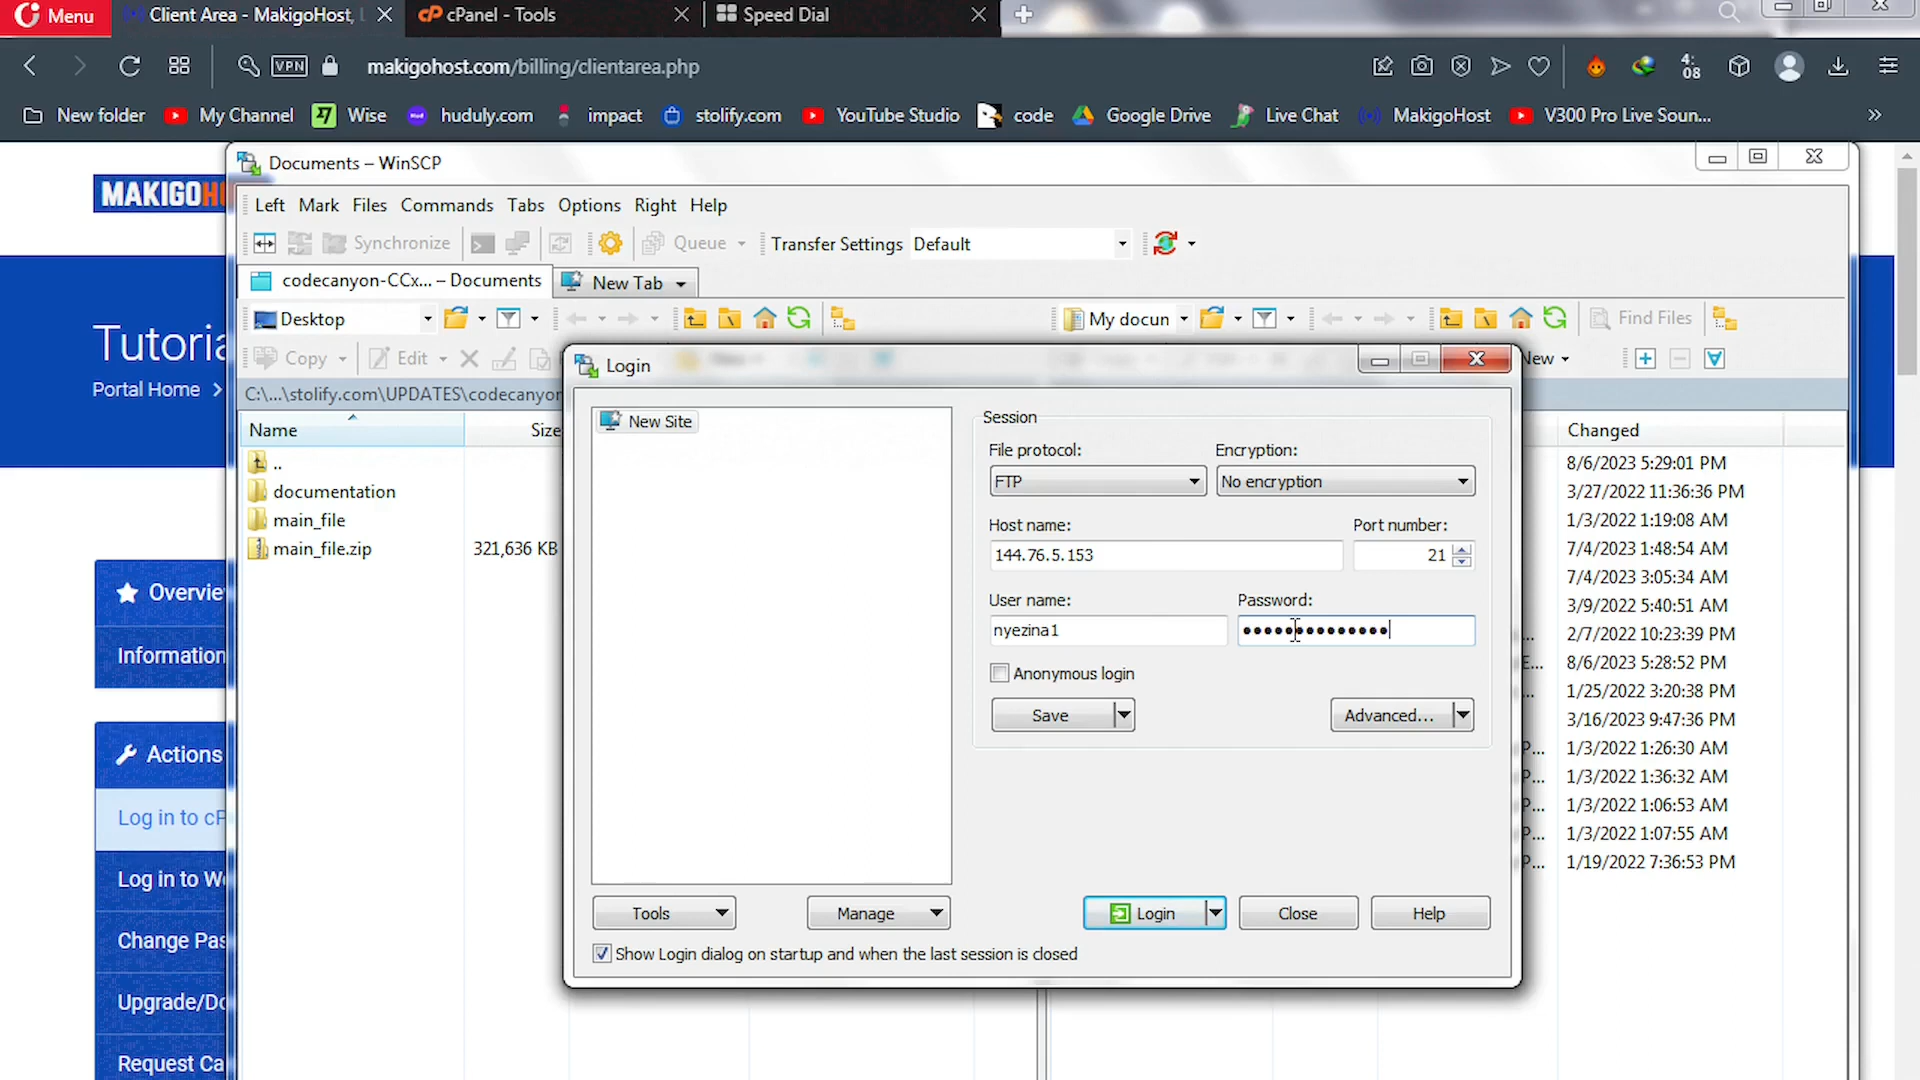 Menu
Client Area - MakigoHost, L
cPanel - Tools
Speed Dial
VPN
makigohost.com/billing/clientarea.php
4:
08
New folder
My Channel
Wise
huduly.com
impact
stolify.com
YouTube Studio
code
Google Drive
Live Chat
MakigoHost
V300 Pro Live Soun...
»
MAKIGOH
Documents – WinSCP
Left Mark Files Commands Tabs Options Right Help
Synchronize
Queue
Transfer Settings Default
codecanyon-CCx... – Documents
New Tab
Desktop
My docun
Find Files
Copy
Edit
New
C:\...\stolify.com\UPDATES\codecanyon
Name
Size
Changed
..
documentation
main_file
main_file.zip
321,636 KB
Login
New Site
Session
File protocol:
Encryption:
FTP
No encryption
Host name:
Port number:
144.76.5.153
21
User name:
Password:
nyezina1
••••••••••••••
Anonymous login
Save
Advanced...
Tools
Manage
Login
Close
Help
Show Login dialog on startup and when the last session is closed
8/6/2023 5:29:01 PM
3/27/2022 11:36:36 PM
1/3/2022 1:19:08 AM
7/4/2023 1:48:54 AM
7/4/2023 3:05:34 AM
3/9/2022 5:40:51 AM
2/7/2022 10:23:39 PM
E... 8/6/2023 5:28:52 PM
1/25/2022 3:20:38 PM
3/16/2023 9:47:36 PM
P... 1/3/2022 1:26:30 AM
P... 1/3/2022 1:36:32 AM
P... 1/3/2022 1:06:53 AM
P... 1/3/2022 1:07:55 AM
P... 1/19/2022 7:36:53 PM
Tutoria
Portal Home
Overvie
Information
Actions
Log in to cP
Log in to We
Change Pas
Upgrade/Do
Request Ca